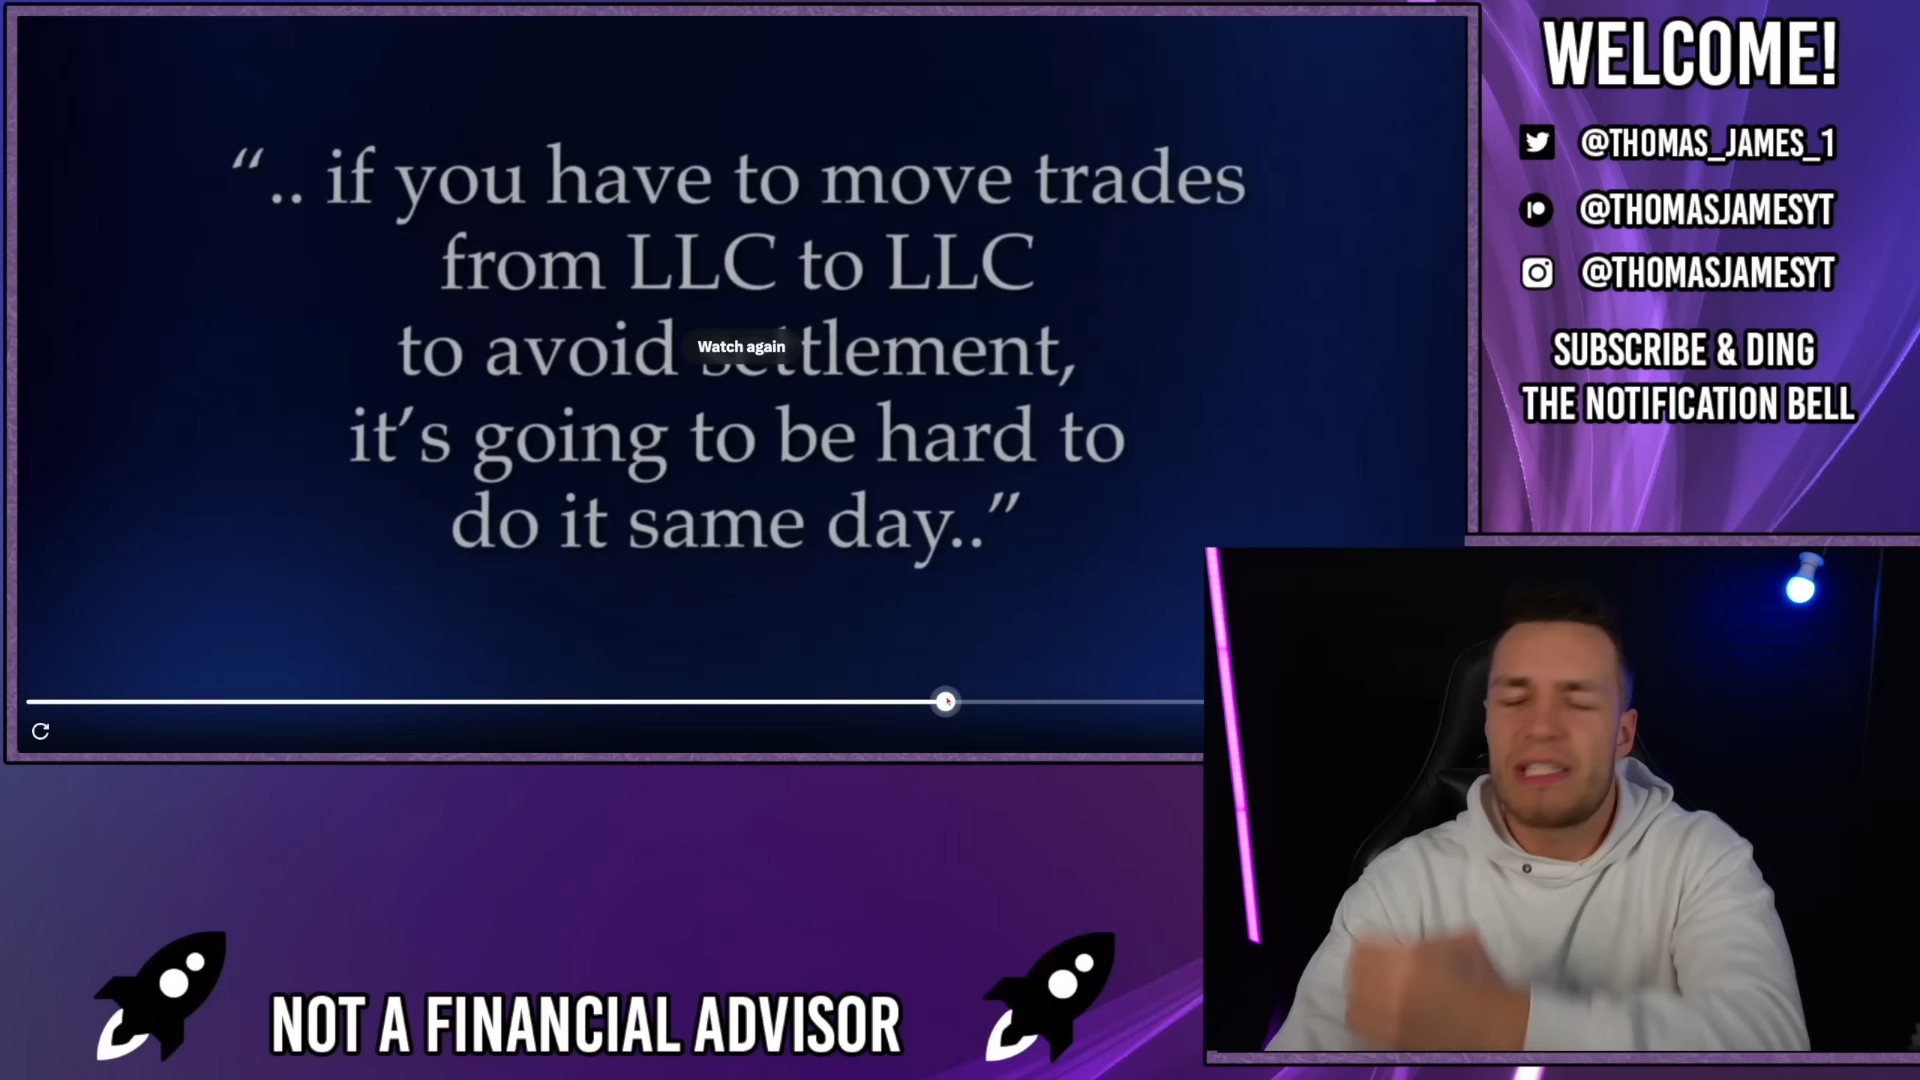 “.. if you have to move trades
from LLC to LLC
to avoid settlement,
it’s going to be hard to
do it same day..”
Watch again
WELCOME!
@THOMAS_JAMES_1
@THOMASJAMESYT
@THOMASJAMESYT
SUBSCRIBE & DING
THE NOTIFICATION BELL
NOT A FINANCIAL ADVISOR